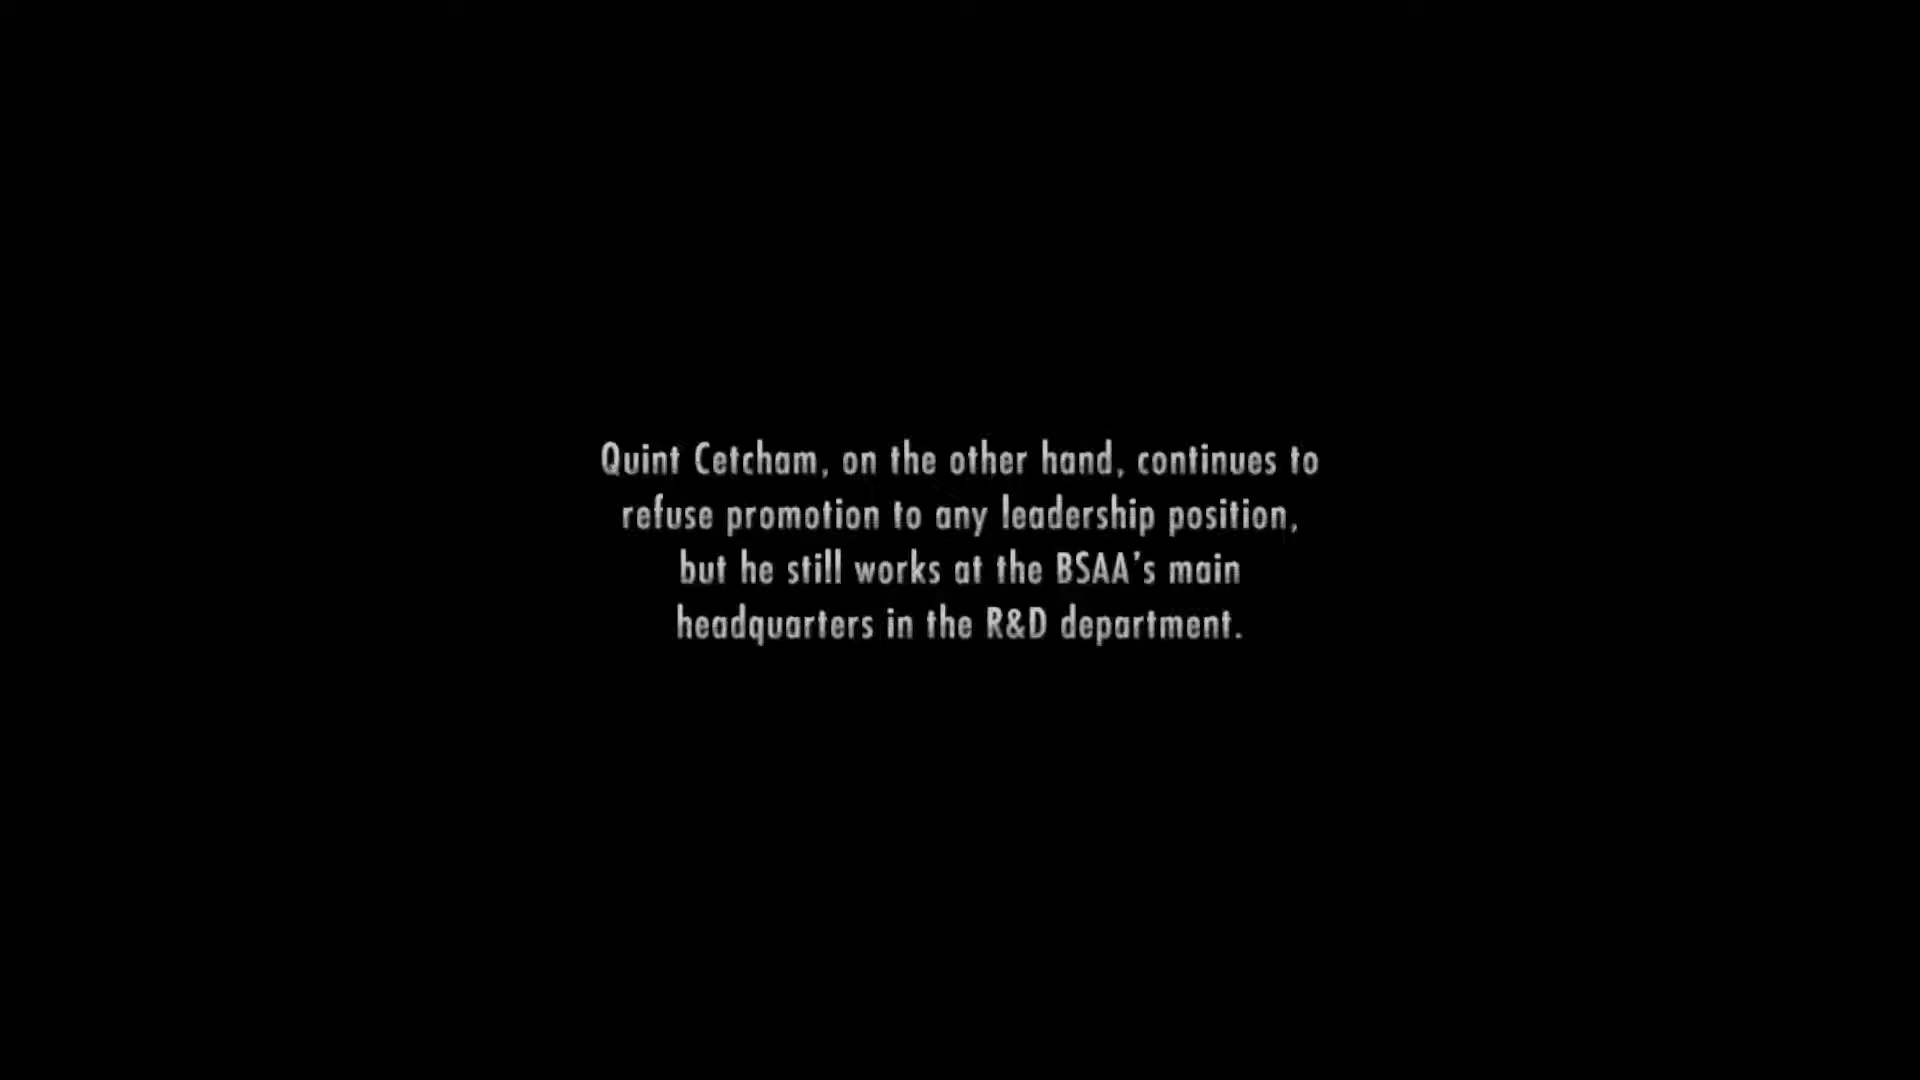 Quint Cetcham, on the other hand, continues to
refuse promotion to any leadership position,
but he still works at the BSAA's main
headquarters in the R&D department.